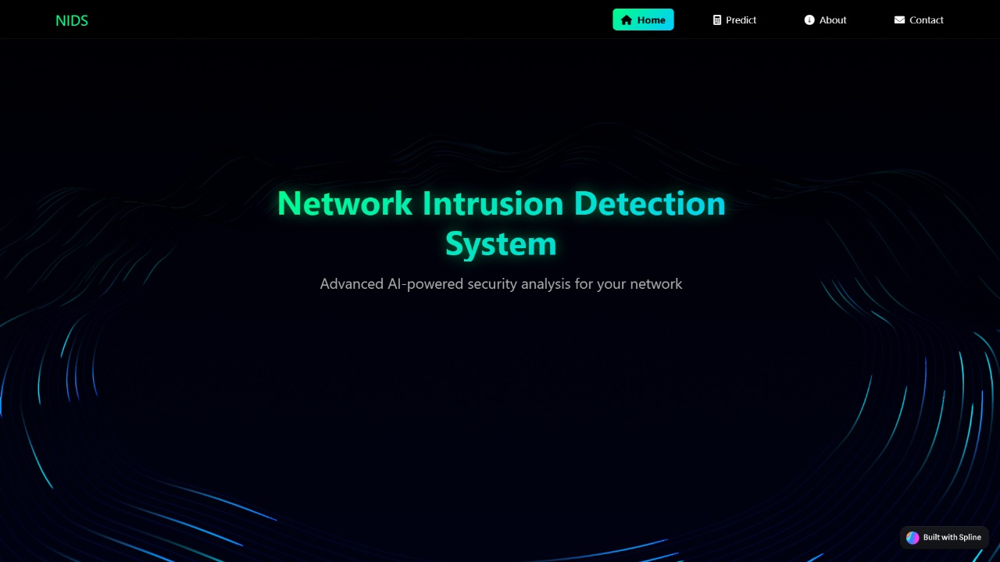 NIDS
Home
Predict
About
Contact
Network Intrusion Detection
System
Advanced AI-powered security analysis for your network
Built with Spline